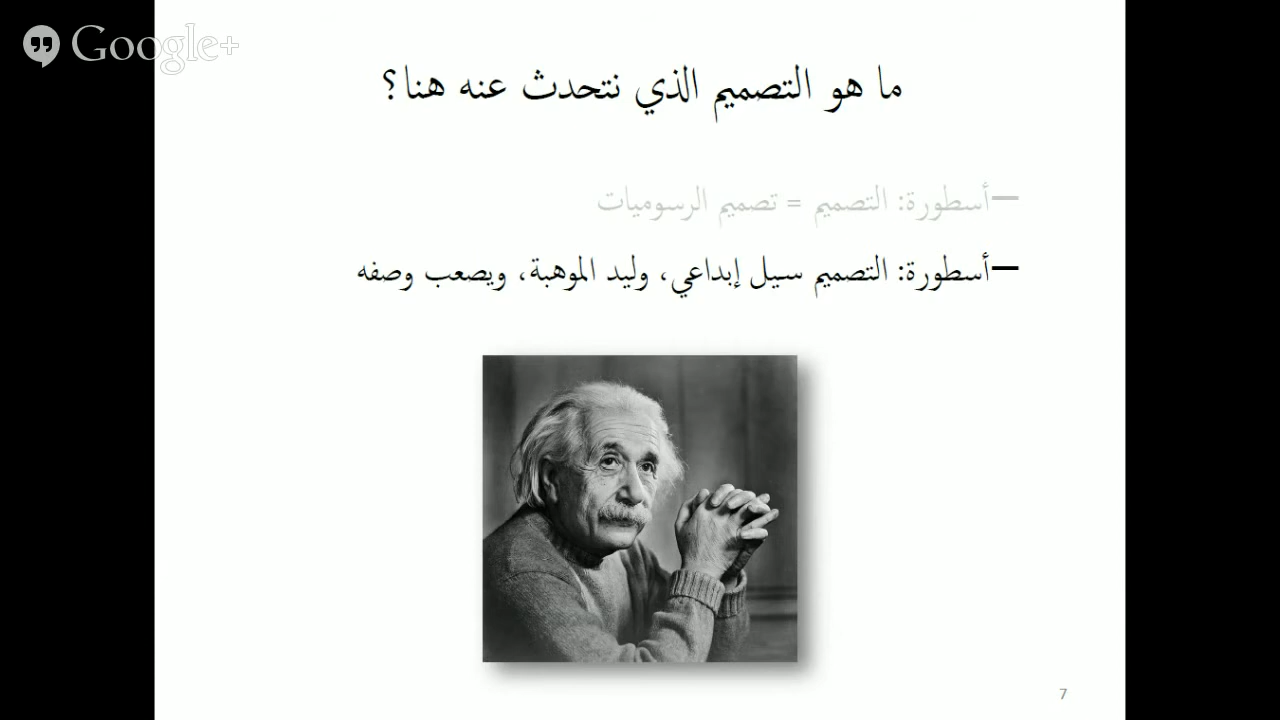 Google+
ما هو التصميم الذي نتحدث عنه هنا؟
—أسطورة: التصميم = تصميم الرسوميات
—أسطورة: التصميم سيل إبداعي، وليد الموهبة، ويصعب وصفه
7